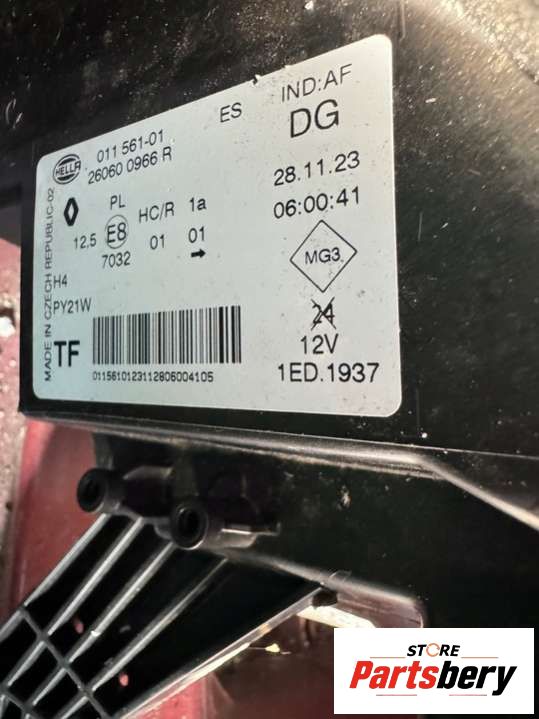 HELLA
011 561-01
26060 0966 R
ES
IND:AF
DG
28.11.23
06:00:41
PL
HC/R
1a
12,5
E8
01
01
7032
MG3
H4
PY21W
24
12V
1ED.1937
TF
0115610123112806004105
MADE IN CZECH REPUBLIC-02
STORE
Partsbery